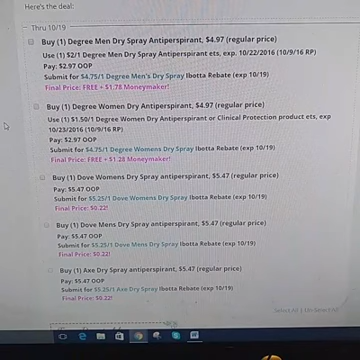 Here's the deal:
Thru 10/19
Buy (1) Degree Men Dry Spray Antiperspirant, $4.97 (regular price)
Use (1) $2/1 Degree Men Dry Spray Antiperspirant ets, exp. 10/22/2016 (10/9/16 RP)
Pay: $2.97 OOP
Submit for $4.75/1 Degree Men's Dry Spray Ibotta Rebate (exp 10/19)
Final Price: FREE + $1.78 Moneymaker!
Buy (1) Degree Women Dry Spray Antiperspirant, $4.97 (regular price)
Use (1) $1.50/1 Degree Women Dry Antiperspirant or Clinical Protection product ets, exp
10/23/2016 (10/9/16 RP)
Pay: $2.97 OOP
Submit for $4.75/1 Degree Womens Dry Spray Ibotta Rebate (exp 10/19)
Final Price: FREE + $1.28 Moneymaker!
Buy (1) Dove Womens Dry Spray antiperspirant, $5.47 (regular price)
Pay: $5.47 OOP
Submit for $5.25/1 Dove Womens Dry Spray Ibotta Rebate (exp 10/19)
Final Price: $0.22!
Buy (1) Dove Mens Dry Spray antiperspirant, $5.47 (regular price)
Pay: $5.47 OOP
Submit for $5.25/1 Dove Mens Dry Spray Ibotta Rebate (exp 10/19)
Final Price: $0.22!
Buy (1) Axe Dry Spray antiperspirant, $5.47 (regular price)
Pay: $5.47 OOP
Submit for $5.25/1 Axe Dry Spray Ibotta Rebate (exp 10/19)
Final Price: $0.22!
Select All |